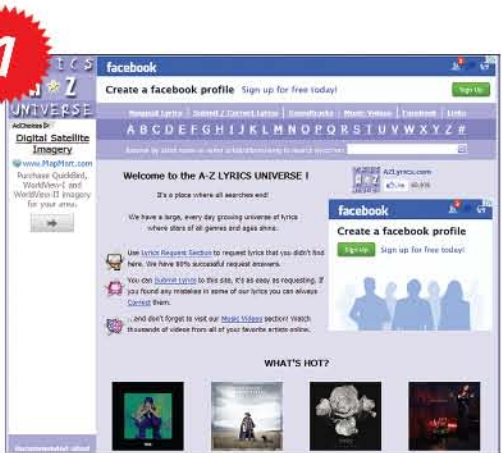 1
LYRICS
A Z
UNIVERSE
AdChoices
Digital Satellite
Imagery
www.MapMart.com
Purchase QuickBird,
WorldView-I and
WorldView-II imagery
for your area.
facebook
Create a facebook profile Sign up for free today!
Sign Up
Request Lyrics | Submit / Correct Lyrics | Soundtracks | Music Videos | Facebook | Links
A B C D E F G H I J K L M N O P Q R S T U V W X Y Z #
Welcome to the A-Z LYRICS UNIVERSE !
It's a place where all searches end!
We have a large, every day growing universe of lyrics
where stars of all genres and ages shine.
Use Lyrics Request Section to request lyrics that you didn't find
here. We have 80% successful request answers.
You can Submit Lyrics to this site, it's as easy as requesting. If
you found any mistakes in some of our lyrics you can always
Correct them.
...and don't forget to visit our Music Videos section! Watch
thousands of videos from all of your favorite artists online.
AZLyrics.com
Like
facebook
Create a facebook profile
Sign Up Sign up for free today!
WHAT'S HOT?